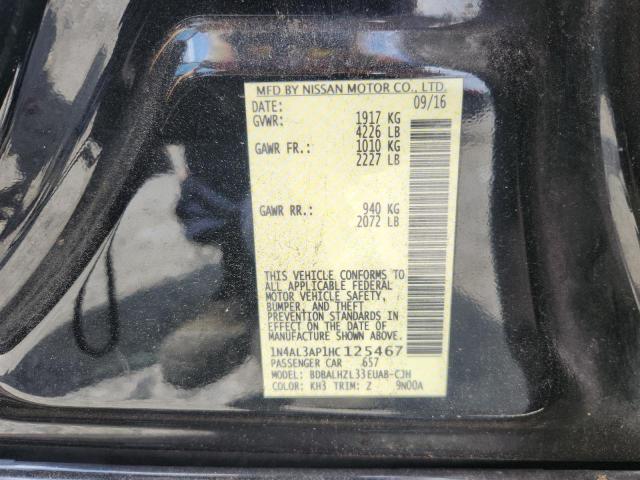 MFD BY NISSAN MOTOR CO., LTD.
DATE: 09/16
GVWR: 1917 KG
4226 LB
GAWR FR.: 1010 KG
2227 LB
GAWR RR.: 940 KG
2072 LB
THIS VEHICLE CONFORMS TO
ALL APPLICABLE FEDERAL
MOTOR VEHICLE SAFETY,
BUMPER, AND THEFT
PREVENTION STANDARDS IN
EFFECT ON THE DATE OF
MANUFACTURE SHOWN ABOVE.
1N4AL3AP1HC125467
PASSENGER CAR 657
MODEL: BDBALHZL33EUA8-CJH
COLOR: KH3 TRIM: Z 9N00A